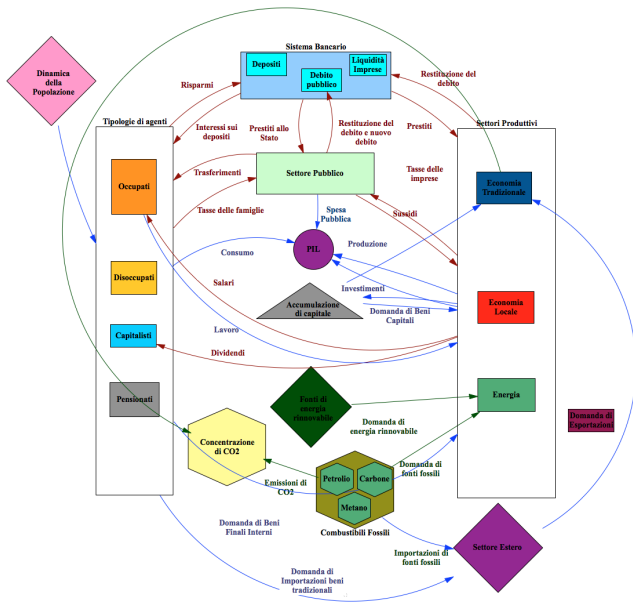 Sistema Bancario
Depositi
Liquidità
Imprese
Debito
pubblico
Dinamica
della
Popolazione
Risparmi
Restituzione del
debito
Tipologie di agenti
Interessi sui
depositi
Prestiti allo
Stato
Restituzione del
debito e nuovo
debito
Prestiti
Settori Produttivi
Occupati
Trasferimenti
Settore Pubblico
Tasse delle
imprese
Economia
Tradizionale
Tasse delle famiglie
Spesa
Pubblica
Sussidi
Consumo
PIL
Produzione
Disoccupati
Salari
Investimenti
Accumulazione
di capitale
Domanda di Beni
Capitali
Economia
Locale
Capitalisti
Lavoro
Dividendi
Pensionati
Fonti di
energia
rinnovabile
Energia
Domanda di
energia rinnovabile
Domanda di
Esportazioni
Concentrazione
di CO2
Petrolio
Carbone
Domanda di
fonti fossili
Emissioni di
CO2
Metano
Combustibili Fossili
Domanda di Beni
Finali Interni
Settore Estero
Importazioni di
fonti fossili
Domanda di
Importazioni beni
tradizionali